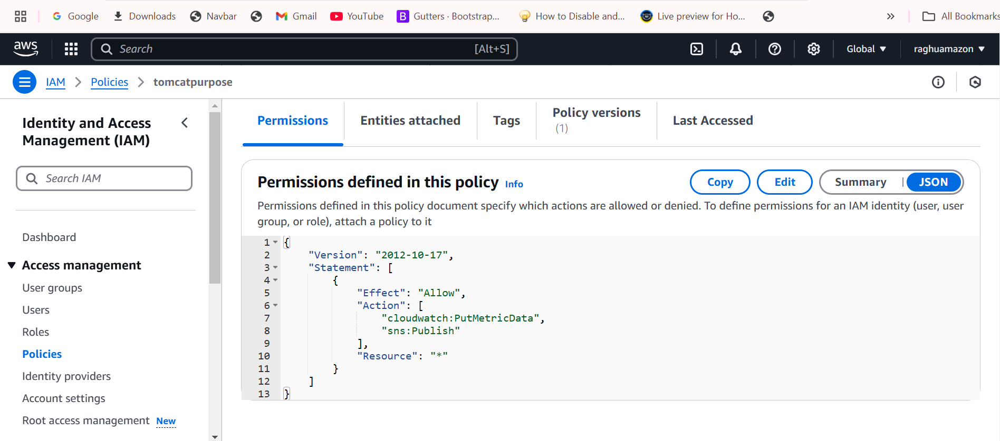 Google
Downloads
Navbar
Gmail
YouTube
B Gutters · Bootstrap...
How to Disable and...
Live preview for Ho...
»
All Bookmarks
aws
Search
[Alt+S]
Global
raghuamazon
IAM
Policies
tomcatpurpose
Identity and Access
Management (IAM)
Search IAM
Dashboard
Access management
User groups
Users
Roles
Policies
Identity providers
Account settings
Root access management New
Permissions
Entities attached
Tags
Policy versions
(1)
Last Accessed
Permissions defined in this policy Info
Copy
Edit
Summary
JSON
Permissions defined in this policy document specify which actions are allowed or denied. To define permissions for an IAM identity (user, user
group, or role), attach a policy to it
1 {
2 "Version": "2012-10-17",
3 "Statement": [
4 {
5 "Effect": "Allow",
6 "Action": [
7 "cloudwatch:PutMetricData",
8 "sns:Publish"
9 ],
10 "Resource": "*"
11 }
12 ]
13 }